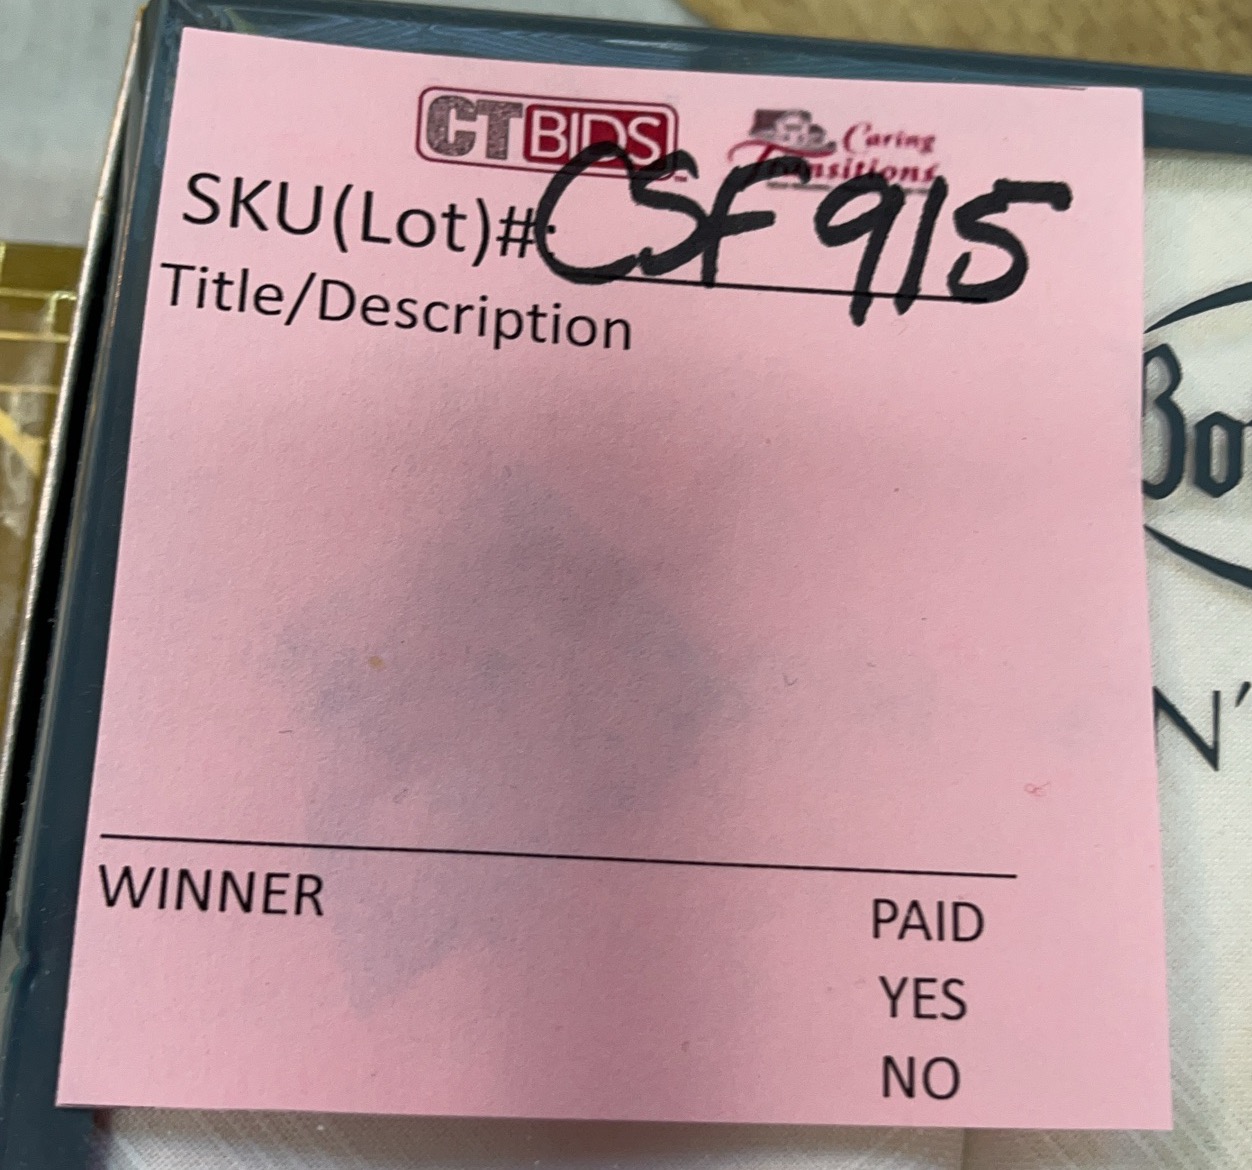 CTBIDS
Caring
Transitions
SKU(Lot)# CSF915
Title/Description
WINNER
PAID
YES
NO
N'